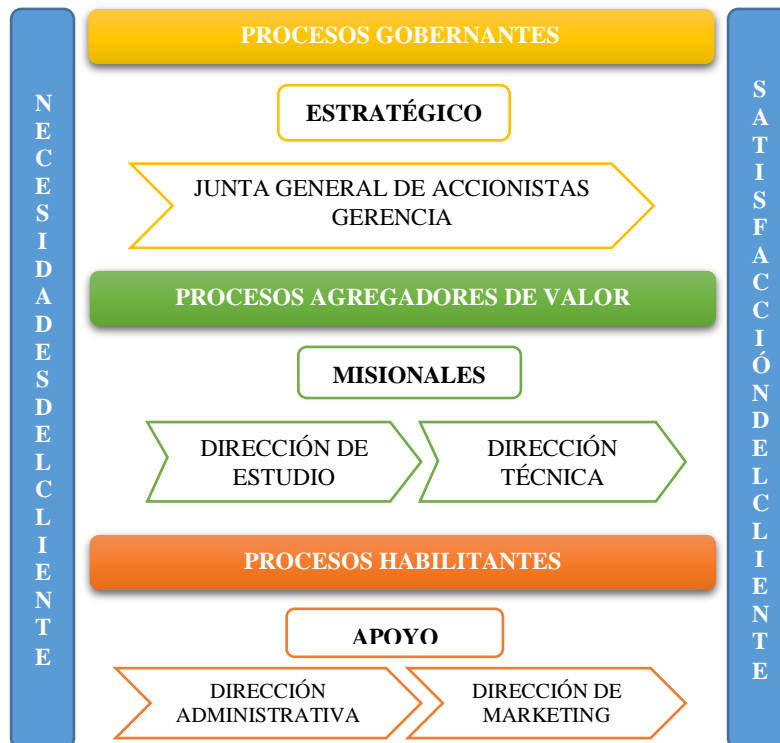 NECESIDADES DEL CLIENTE
PROCESOS GOBERNANTES
ESTRATÉGICO
JUNTA GENERAL DE ACCIONISTAS
GERENCIA
PROCESOS AGREGADORES DE VALOR
MISIONALES
DIRECCIÓN DE
ESTUDIO
DIRECCIÓN
TÉCNICA
PROCESOS HABILITANTES
APOYO
DIRECCIÓN
ADMINISTRATIVA
DIRECCIÓN DE
MARKETING
SATISFACCIÓN DEL CLIENTE